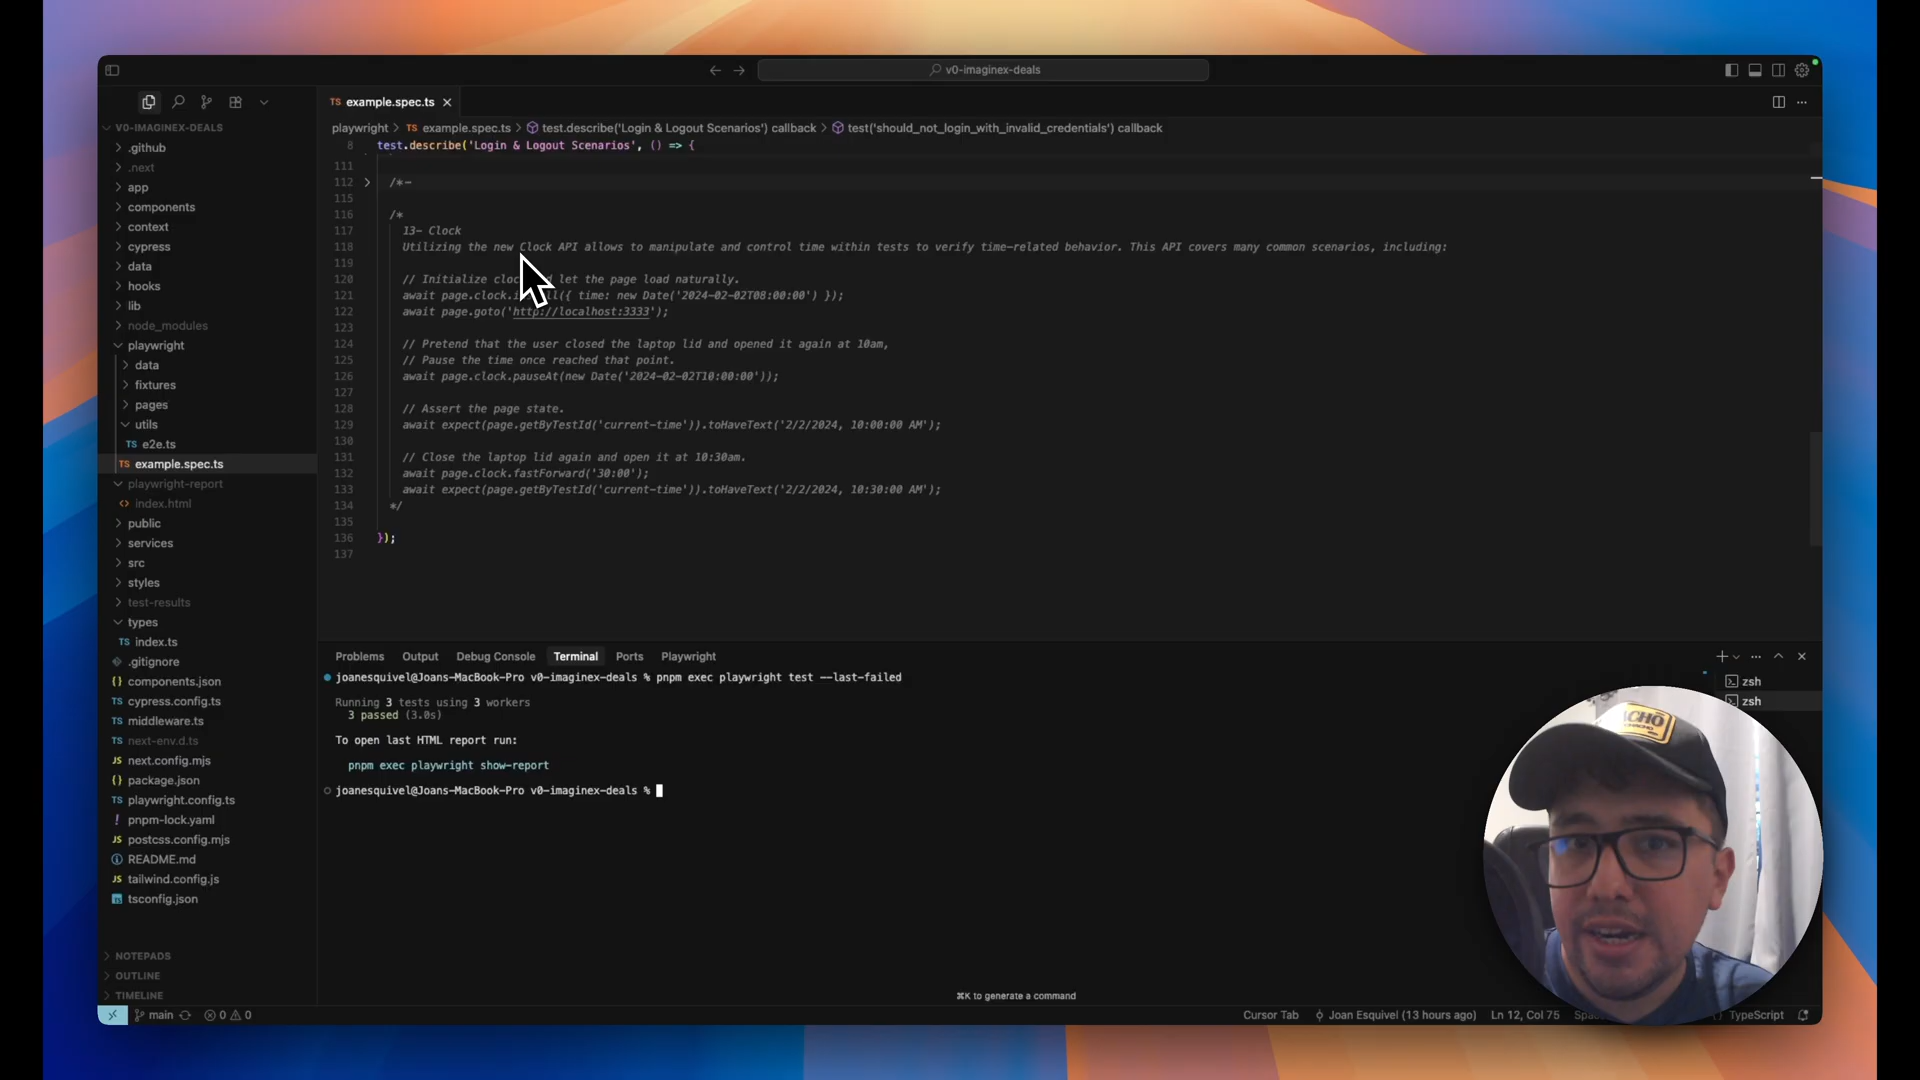 v0-imaginex-deals
TS example.spec.ts
playwright > TS example.spec.ts > test.describe('Login & Logout Scenarios') callback > test('should_not_login_with_invalid_credentials') callback
V0-IMAGINEX-DEALS
.github
.next
app
components
context
cypress
data
hooks
lib
node_modules
playwright
data
fixtures
pages
utils
TS e2e.ts
TS example.spec.ts
playwright-report
<> index.html
public
services
src
styles
test-results
types
TS index.ts
.gitignore
{} components.json
TS cypress.config.ts
TS middleware.ts
TS next-env.d.ts
JS next.config.mjs
{} package.json
TS playwright.config.ts
! pnpm-lock.yaml
JS postcss.config.mjs
README.md
JS tailwind.config.js
tsconfig.json
NOTEPADS
OUTLINE
TIMELINE
8 test.describe('Login & Logout Scenarios', () => {
111
112 > /*-
115
116 /*
117 13- Clock
118 Utilizing the new Clock API allows to manipulate and control time within tests to verify time-related behavior. This API covers many common scenarios, including:
119
120 // Initialize let the page load naturally.
121 await page.clock. ({ time: new Date('2024-02-02T08:00:00') });
122 await page.goto('http://localhost:3333');
123
124 // Pretend that the user closed the laptop lid and opened it again at 10am,
125 // Pause the time once reached that point.
126 await page.clock.pauseAt(new Date('2024-02-02T10:00:00'));
127
128 // Assert the page state.
129 await expect(page.getByTestId('current-time')).toHaveText('2/2/2024, 10:00:00 AM');
130
131 // Close the laptop lid again and open it at 10:30am.
132 await page.clock.fastForward('30:00');
133 await expect(page.getByTestId('current-time')).toHaveText('2/2/2024, 10:30:00 AM');
134 */
135
136 });
137
Problems Output Debug Console Terminal Ports Playwright
joanesquivel@Joans-MacBook-Pro v0-imaginex-deals % pnpm exec playwright test --last-failed
Running 3 tests using 3 workers
3 passed (3.0s)
To open last HTML report run:
pnpm exec playwright show-report
joanesquivel@Joans-MacBook-Pro v0-imaginex-deals %
zsh
zsh
⌘K to generate a command
main 0 0 Cursor Tab Joan Esquivel (13 hours ago) Ln 12, Col 75 TypeScript